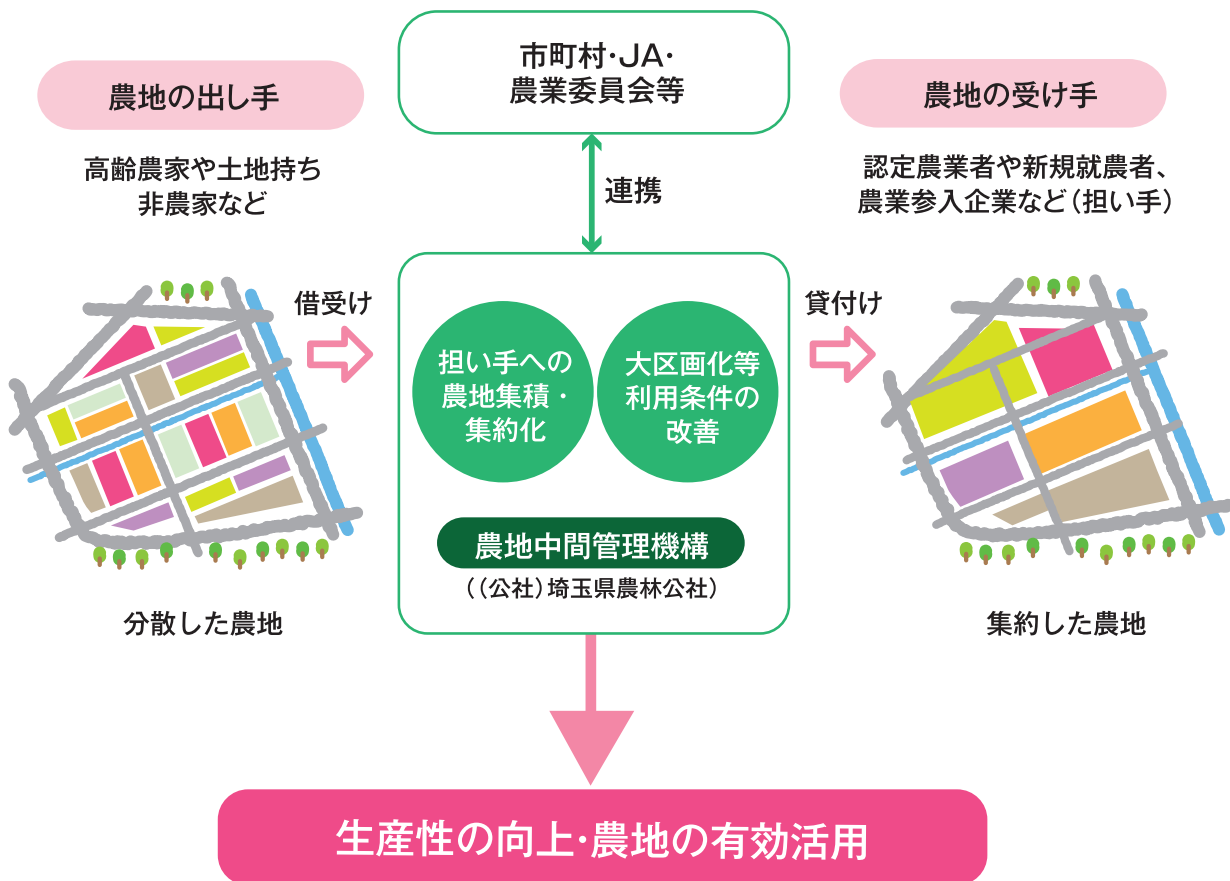 市町村・JA・
農業委員会等
農地の出し手
高齢農家や土地持ち
非農家など
連携
農地の受け手
認定農業者や新規就農者、
農業参入企業など(担い手)
借受け
担い手への
農地集積・
集約化
大区画化等
利用条件の
改善
貸付け
農地中間管理機構
((公社)埼玉県農林公社)
分散した農地
集約した農地
生産性の向上・農地の有効活用